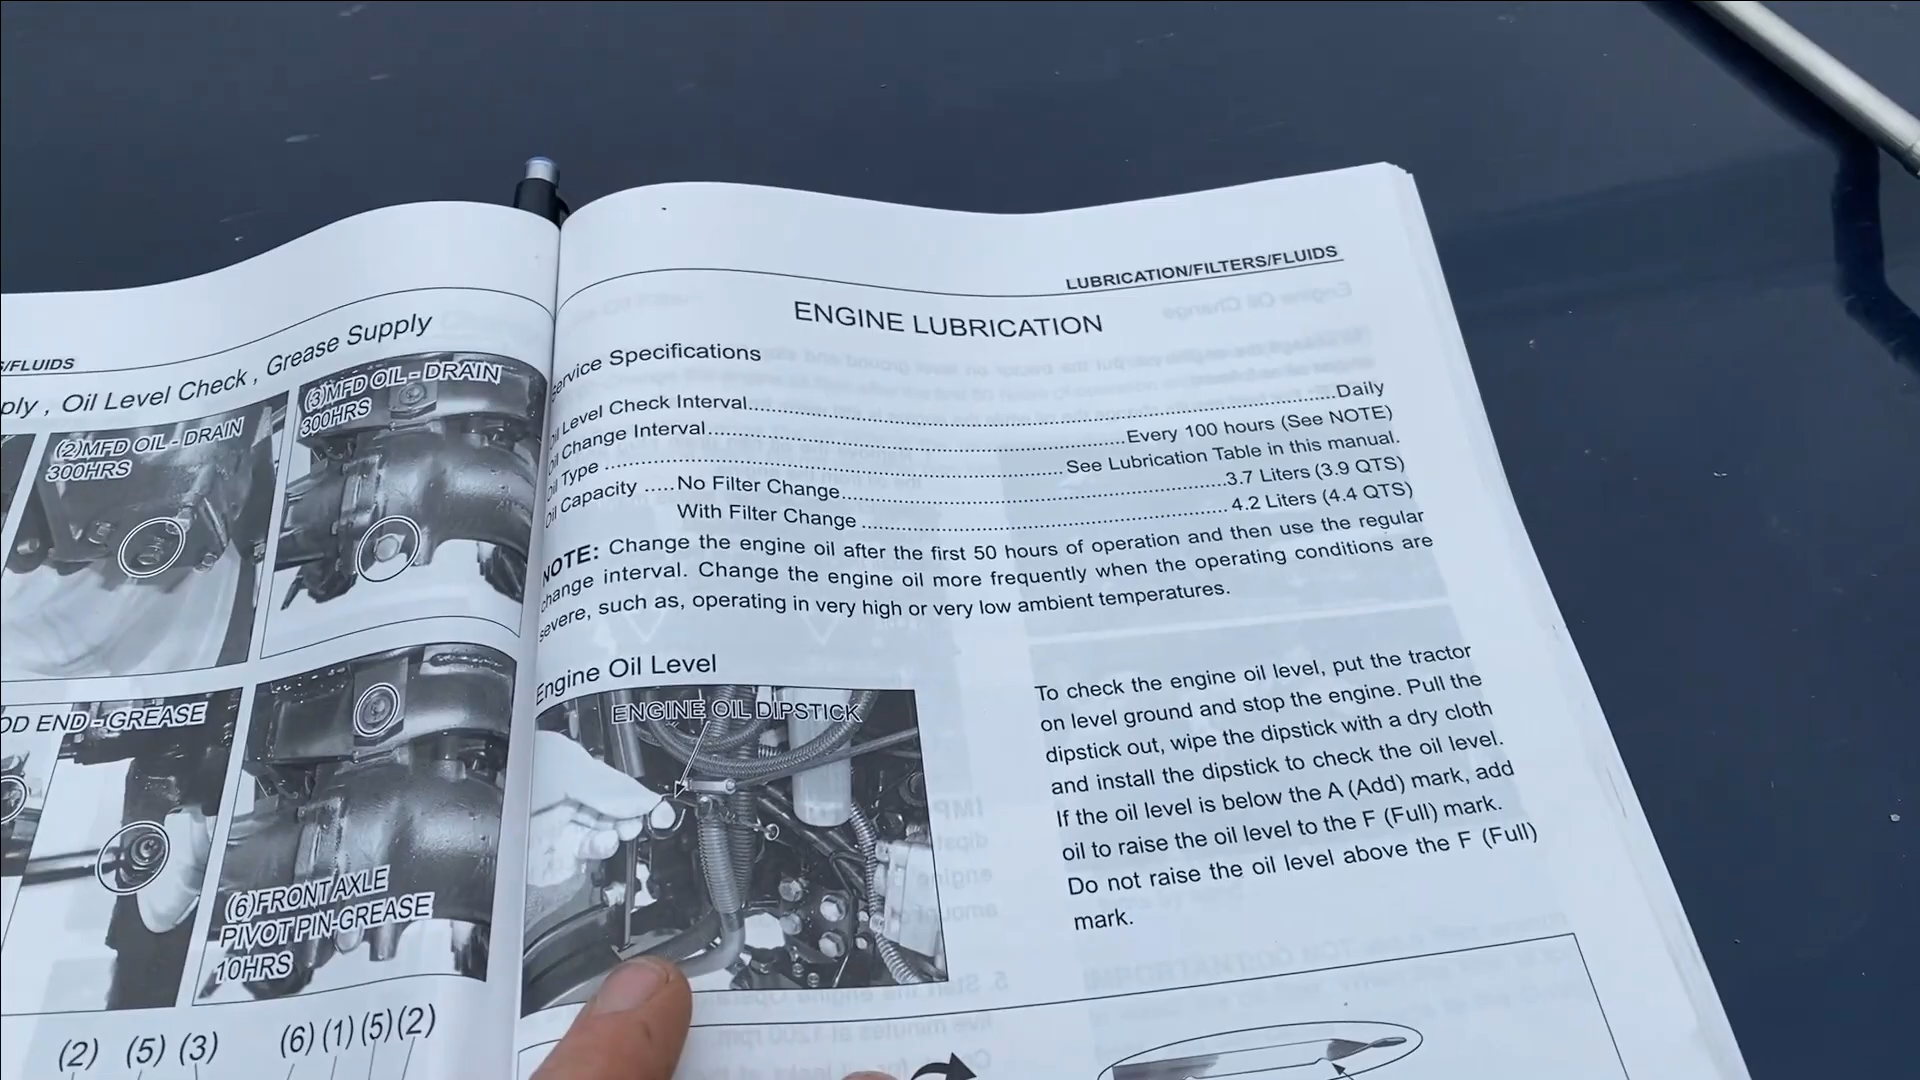 /FLUIDS
ply , Oil Level Check , Grease Supply
(2)MFD OIL - DRAIN
300HRS
(3)MFD OIL - DRAIN
300HRS
OD END - GREASE
(6)FRONT AXLE
PIVOT PIN-GREASE
10HRS
(2) (5) (3) (6) (1) (5) (2)
LUBRICATION/FILTERS/FLUIDS
ENGINE LUBRICATION
ervice Specifications
il Level Check Interval....................Daily
il Change Interval....................Every 100 hours (See NOTE)
il Type ....................See Lubrication Table in this manual.
Oil Capacity .....No Filter Change....................3.7 Liters (3.9 QTS)
With Filter Change ....................4.2 Liters (4.4 QTS)
NOTE: Change the engine oil after the first 50 hours of operation and then use the regular
change interval. Change the engine oil more frequently when the operating conditions are
severe, such as, operating in very high or very low ambient temperatures.
Engine Oil Level
ENGINE OIL DIPSTICK
To check the engine oil level, put the tractor
on level ground and stop the engine. Pull the
dipstick out, wipe the dipstick with a dry cloth
and install the dipstick to check the oil level.
If the oil level is below the A (Add) mark, add
oil to raise the oil level to the F (Full) mark.
Do not raise the oil level above the F (Full)
mark.